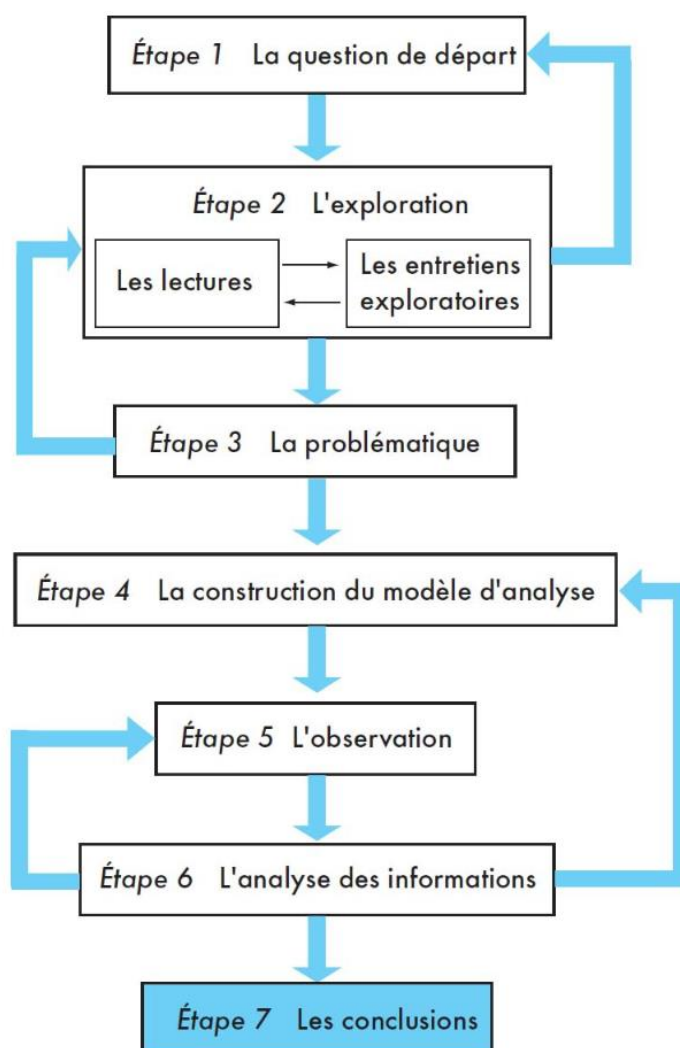 Étape 1 La question de départ
Étape 2 L'exploration
Les lectures
Les entretiens
exploratoires
Étape 3 La problématique
Étape 4 La construction du modèle d'analyse
Étape 5 L'observation
Étape 6 L'analyse des informations
Étape 7 Les conclusions